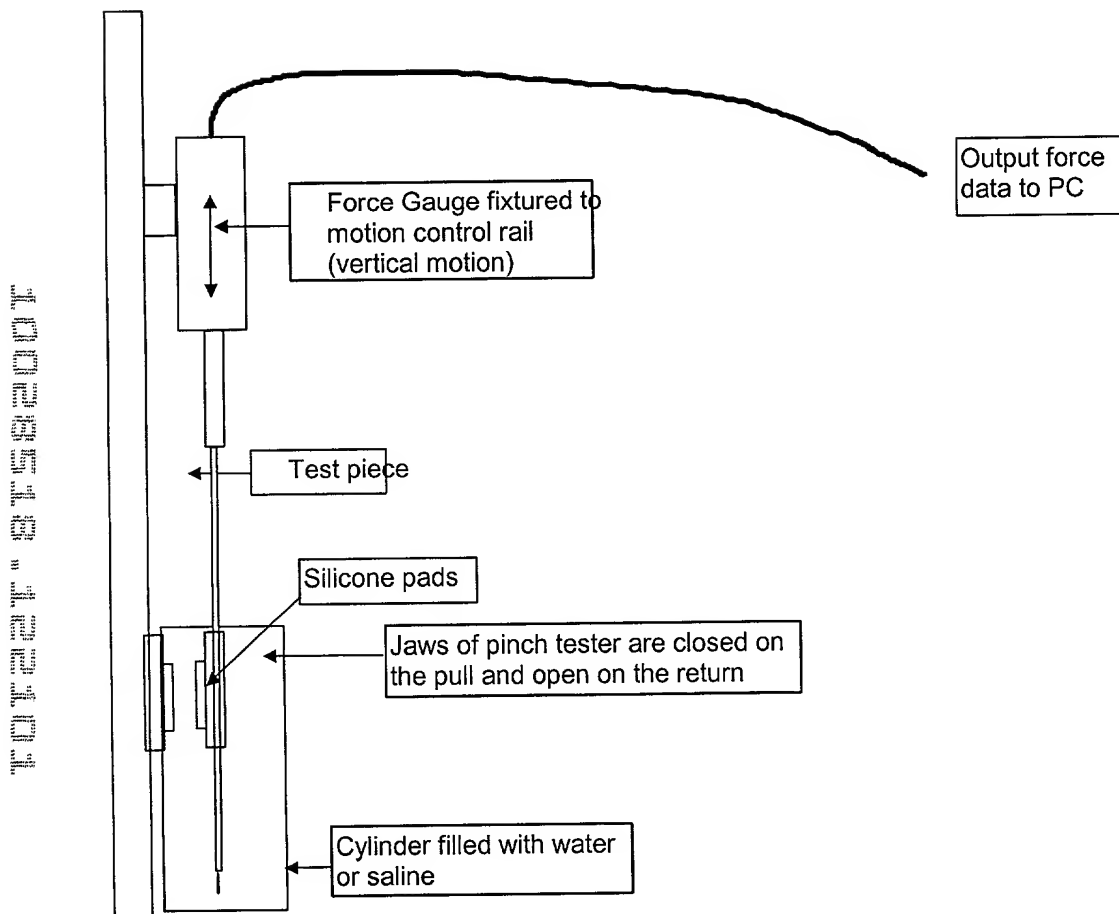 Output force
data to PC
Force Gauge fixtured to
motion control rail
(vertical motion)
Test piece
Silicone pads
Jaws of pinch tester are closed on
the pull and open on the return
Cylinder filled with water
or saline
10028518.122101